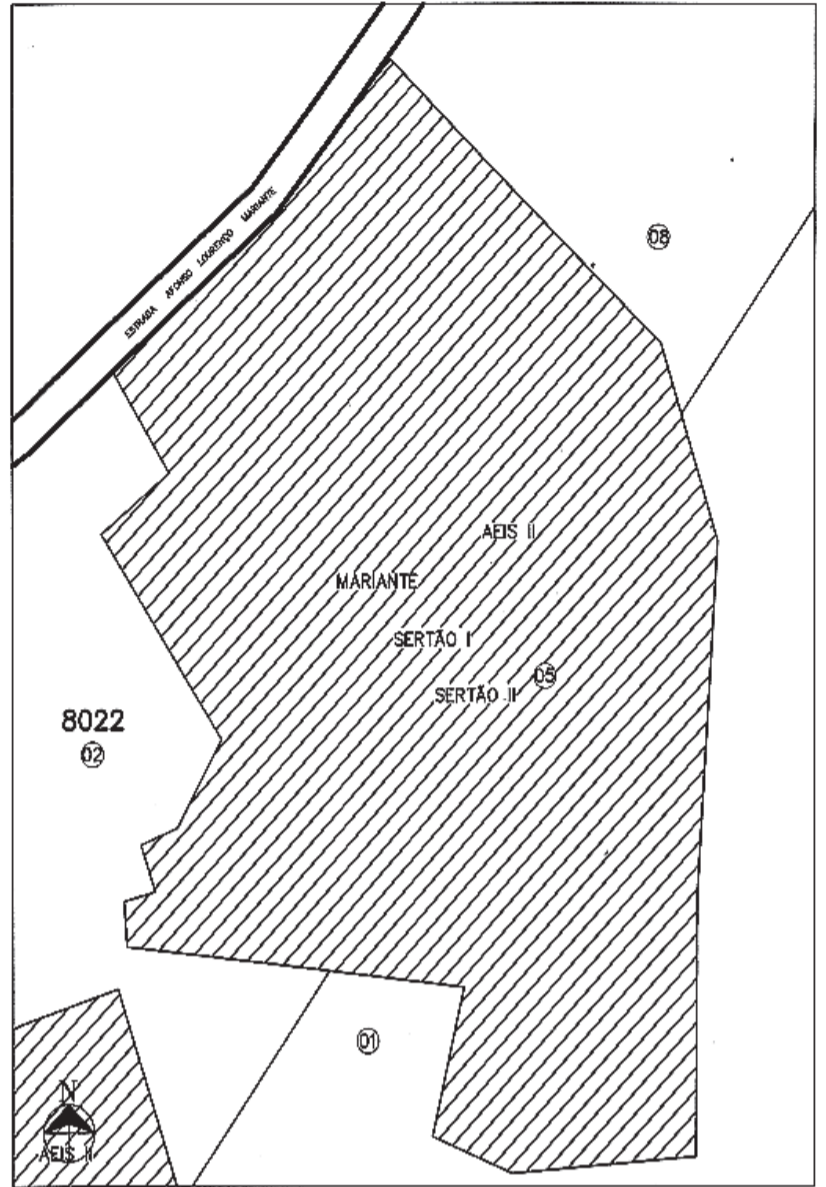 ESTRADA AFONSO LOURENÇO MARIANTE
08
AEIS II
MARIANTE
SERTÃO I
05
SERTÃO II
8022
02
01
N
AEIS II